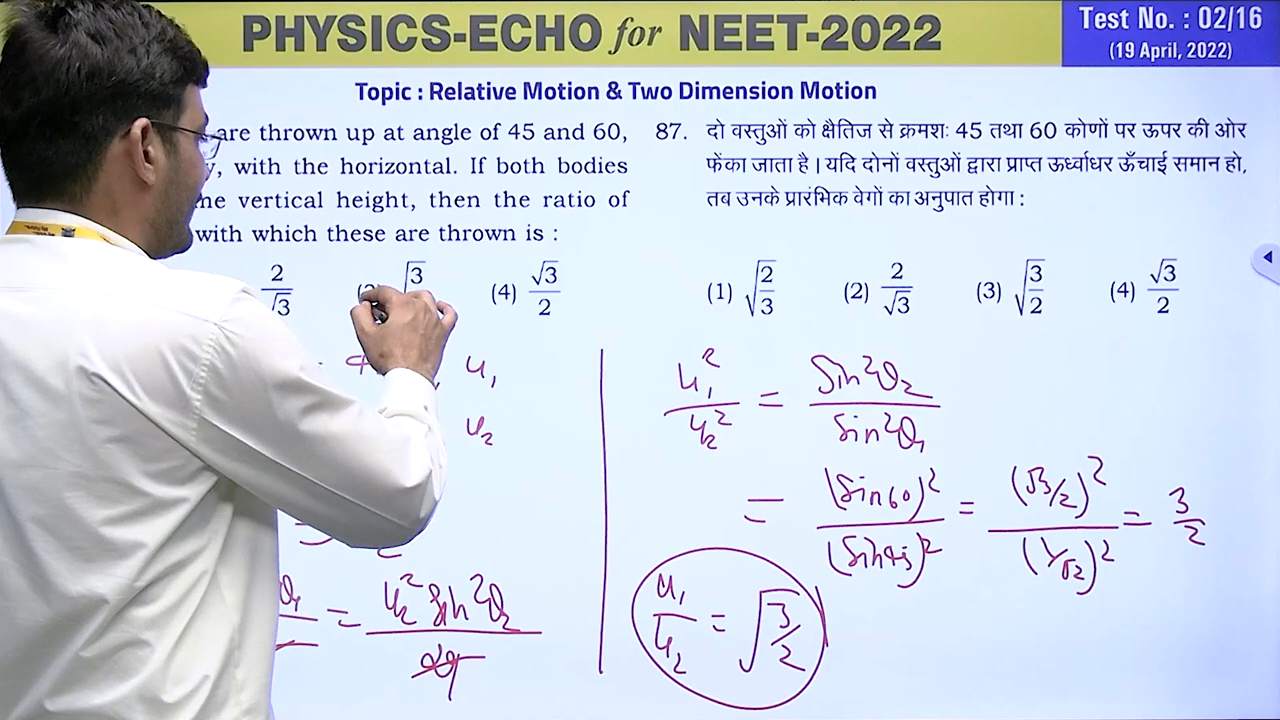 PHYSICS-ECHO for NEET-2022
Test No. : 02/16
(19 April, 2022)
Topic : Relative Motion & Two Dimension Motion
are thrown up at angle of 45 and 60,
with the horizontal. If both bodies
vertical height, then the ratio of
with which these are thrown is :
2/√3
√3
(4) √3/2
87. दो वस्तुओं को क्षैतिज से क्रमशः 45 तथा 60 कोणों पर ऊपर की ओर
फेंका जाता है। यदि दोनों वस्तुओं द्वारा प्राप्त ऊर्ध्वाधर ऊँचाई समान हो,
तब उनके प्रारंभिक वेगों का अनुपात होगा :
(1) √2/3 (2) 2/√3 (3) √3/2 (4) √3/2
u₁
u₂
= u₂² sin²θ₂ / 2g
u₁²/u₂² = sin²θ₂/sin²θ₁
= (sin60)²/(sin45)² = (√3/2)²/(1/√2)² = 3/2
u₁/u₂ = √3/2